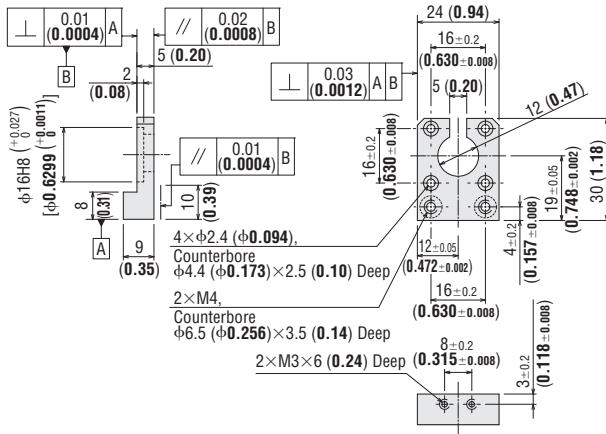 ⊥ 0.01 (0.0004) A
B
// 0.02 (0.0008) B
5 (0.20)
2
(0.08)
φ16H8 (+0.027 0)
[φ0.6299 (+0.0011 0)]
8
(0.31)
A
// 0.01 (0.0004) B
10
(0.39)
9
(0.35)
24 (0.94)
16±0.2
(0.630±0.008)
5 (0.20)
⊥ 0.03 (0.0012) A B
12 (0.47)
16±0.2
(0.630±0.008)
19±0.05
(0.748±0.002)
30 (1.18)
4±0.2
(0.157±0.008)
12±0.05
(0.472±0.002)
16±0.2
(0.630±0.008)
4×φ2.4 (φ0.094),
Counterbore
φ4.4 (φ0.173)×2.5 (0.10) Deep
2×M4,
Counterbore
φ6.5 (φ0.256)×3.5 (0.14) Deep
8±0.2
(0.315±0.008)
2×M3×6 (0.24) Deep
3±0.2
(0.118±0.008)